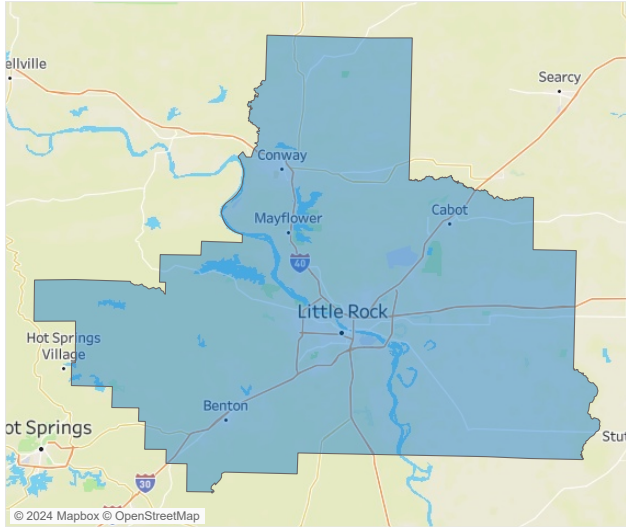 ellville
Searcy
Conway
Mayflower
Cabot
40
Little Rock
Hot Springs
Village
Benton
ot Springs
Stut
30
© 2024 Mapbox © OpenStreetMap